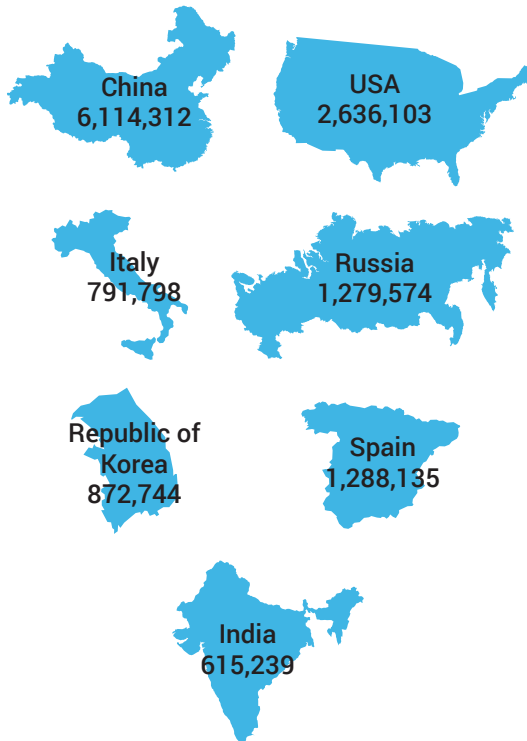 China
6,114,312
USA
2,636,103
Italy
791,798
Russia
1,279,574
Republic of
Korea
872,744
Spain
1,288,135
India
615,239